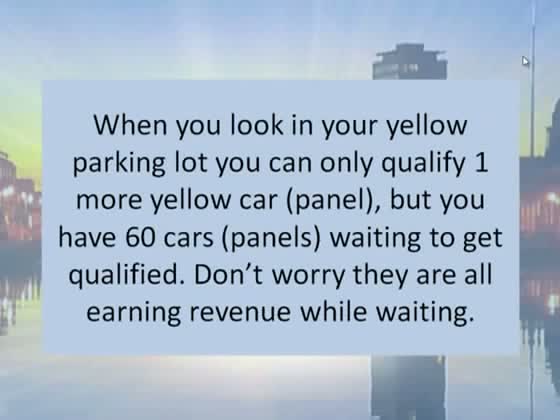 When you look in your yellow
parking lot you can only qualify 1
more yellow car (panel), but you
have 60 cars (panels) waiting to get
qualified. Don’t worry they are all
earning revenue while waiting.